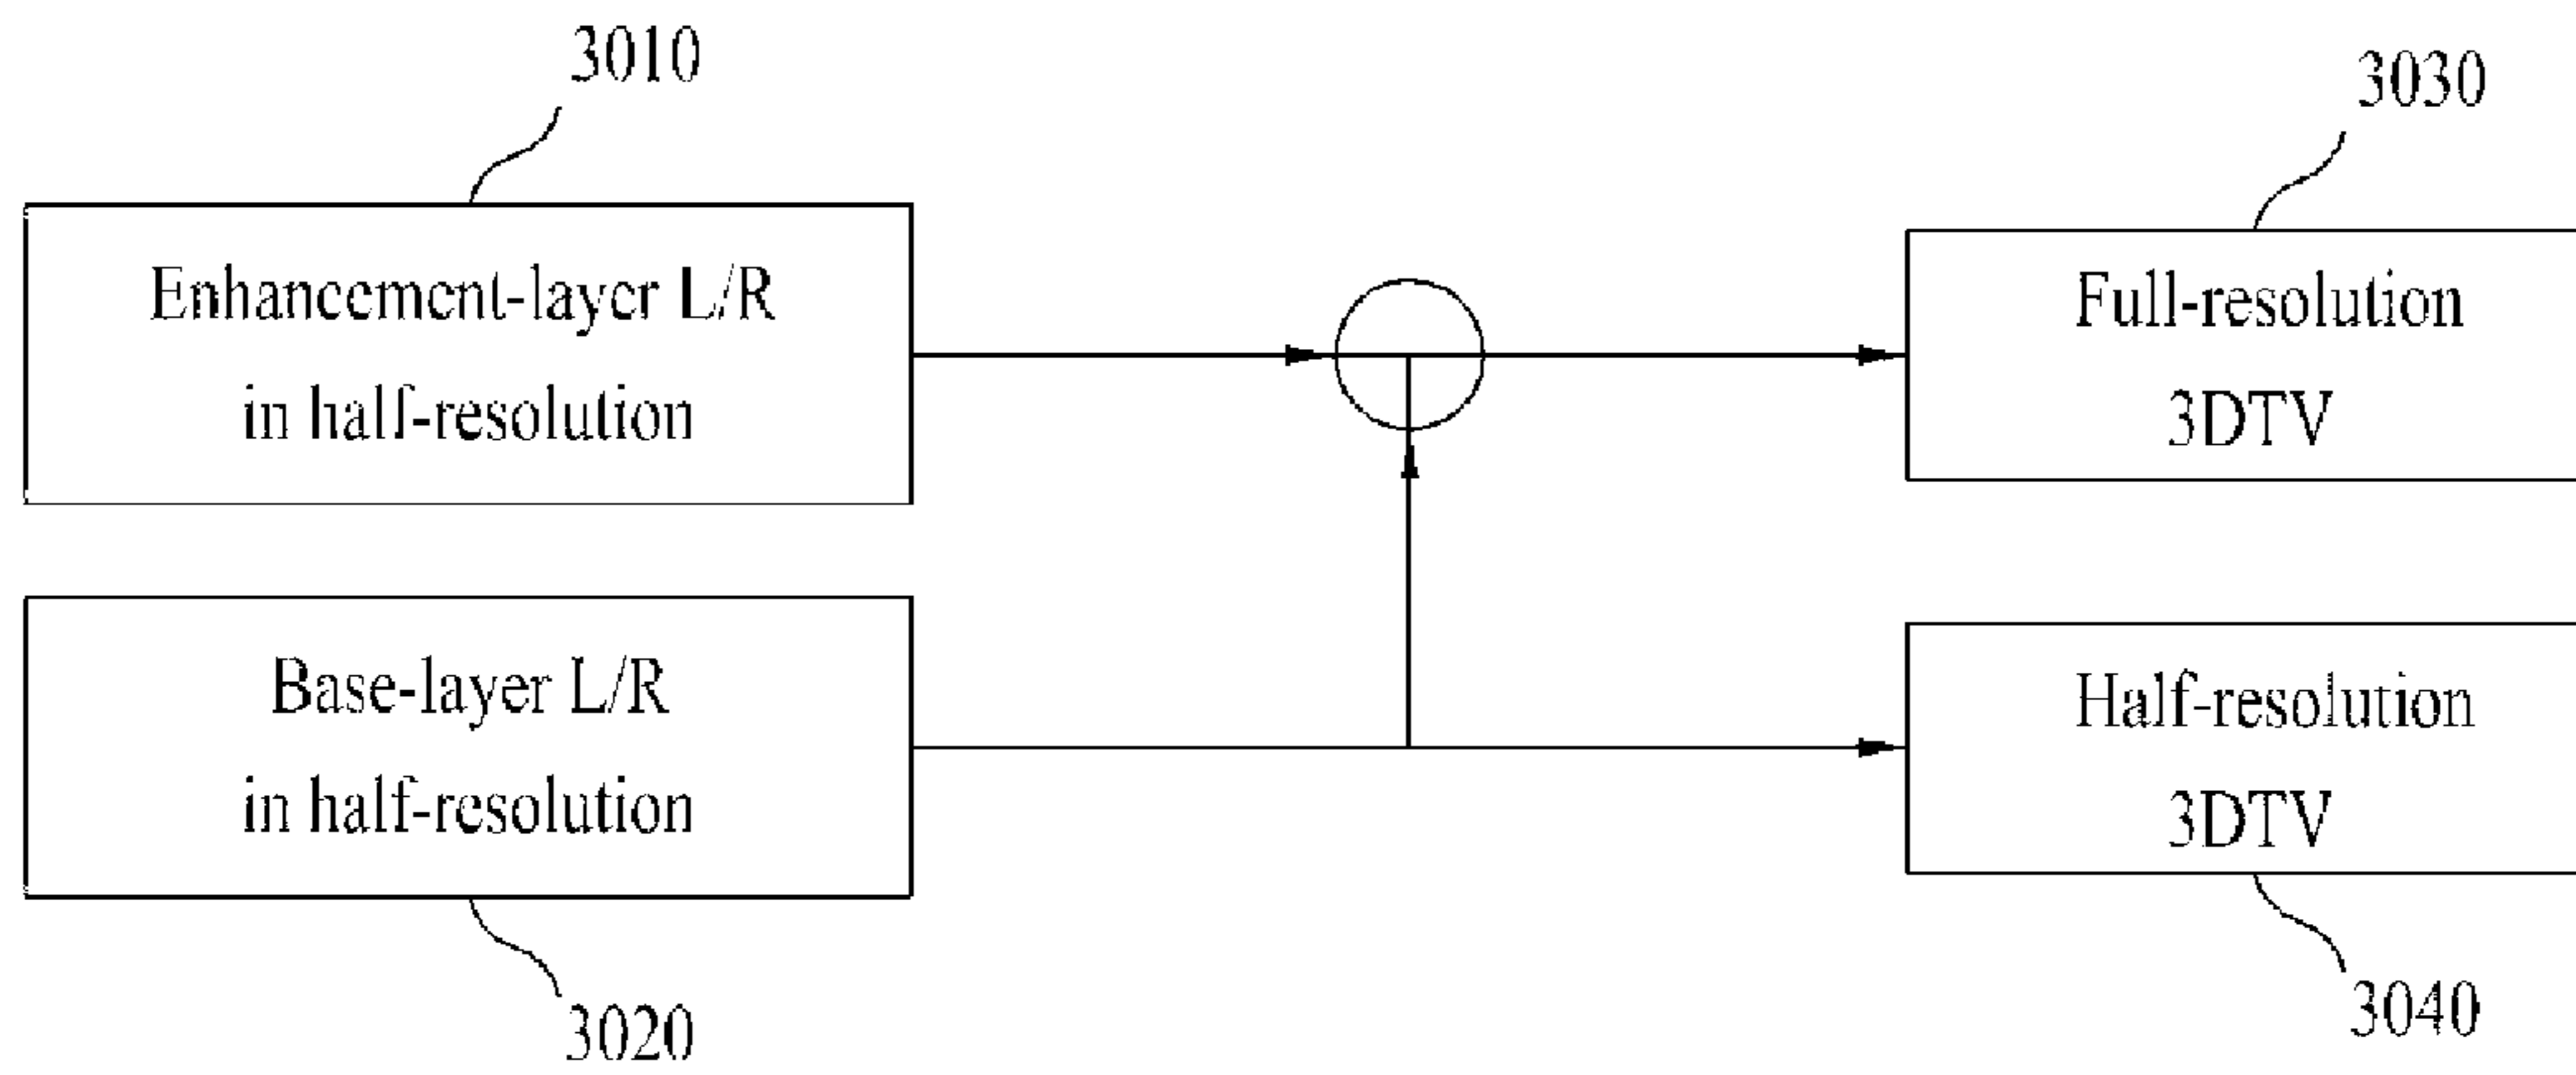 3010
3030
Enhancement-layer L/R
in half-resolution
Full-resolution
3DTV
Base-layer L/R
in half-resolution
Half-resolution
3DTV
3020
3040